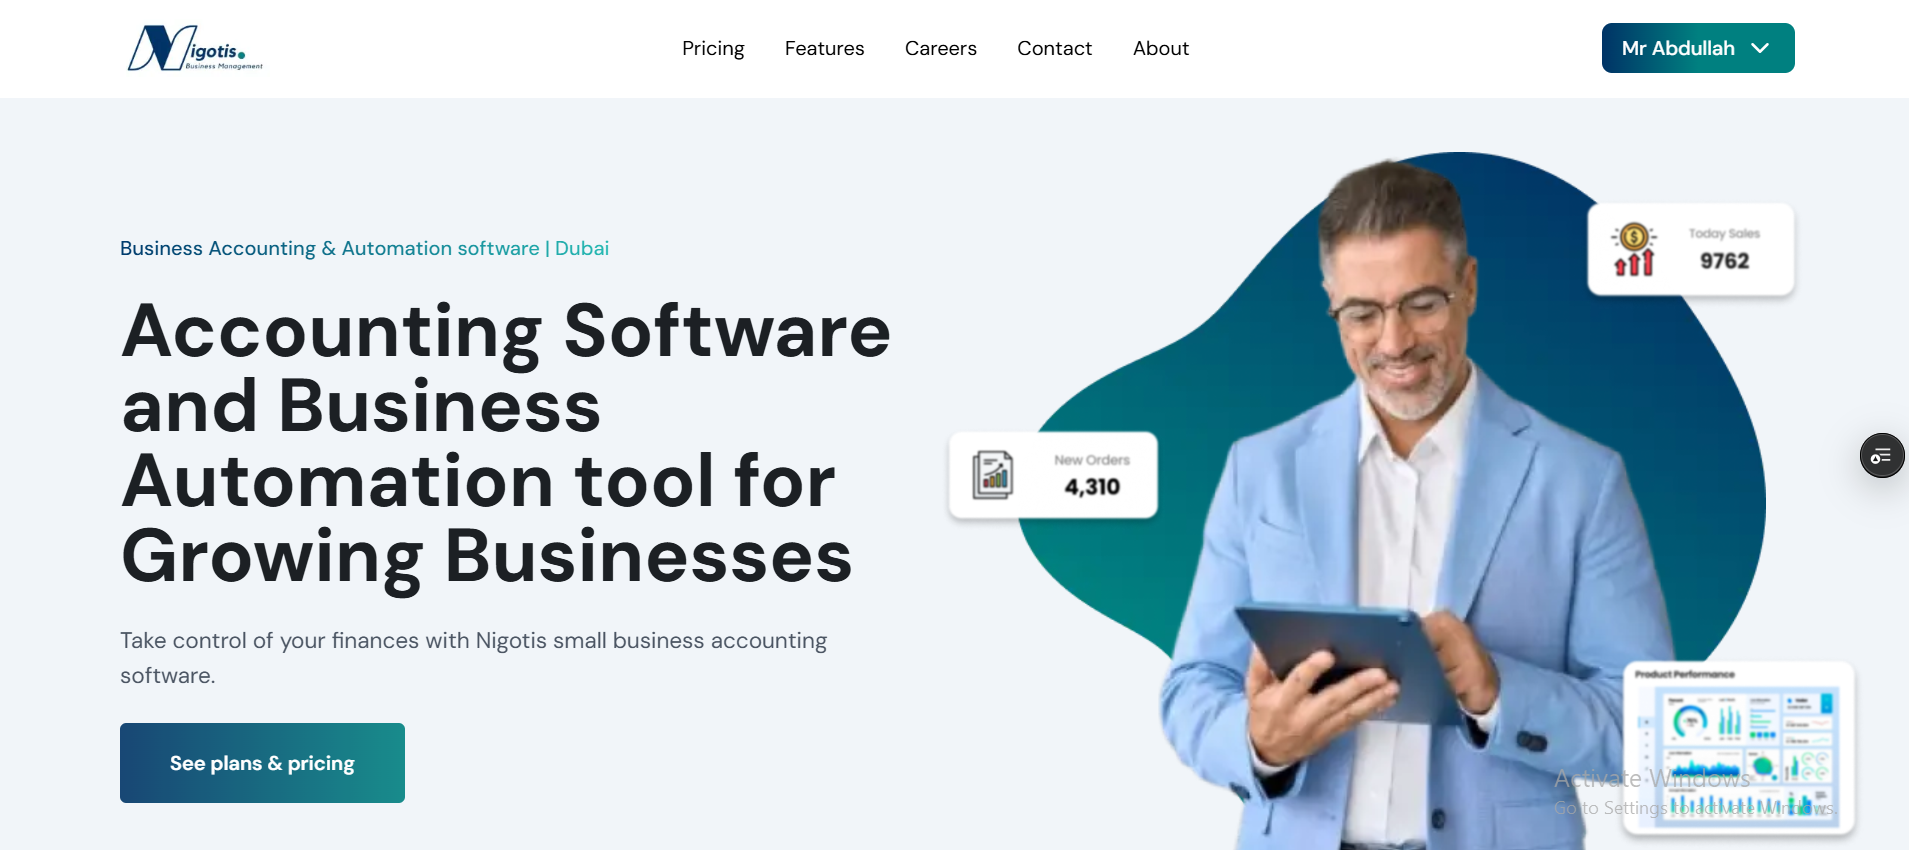 Nigotis.
Business Management
Pricing
Features
Careers
Contact
About
Mr Abdullah
Business Accounting & Automation software | Dubai
Accounting Software
and Business
Automation tool for
Growing Businesses
Take control of your finances with Nigotis small business accounting
software.
See plans & pricing
Today Sales
9762
New Orders
4,310
Product Performance
Activate Windows
Go to Settings to activate Windows.